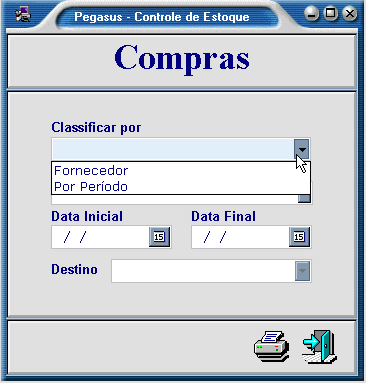 Pegasus - Controle de Estoque
Compras
Classificar por
Fornecedor
Por Período
Data Inicial Data Final
/ / 15 / / 15
Destino